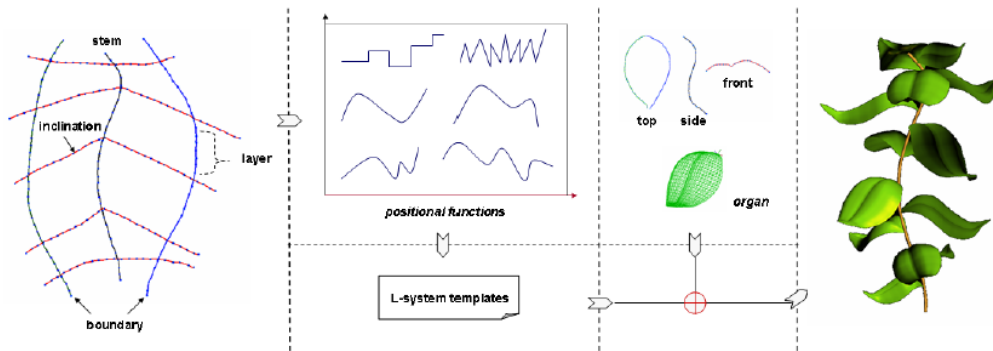 stem
inclination
layer
boundary
positional functions
L-system templates
top
side
front
organ